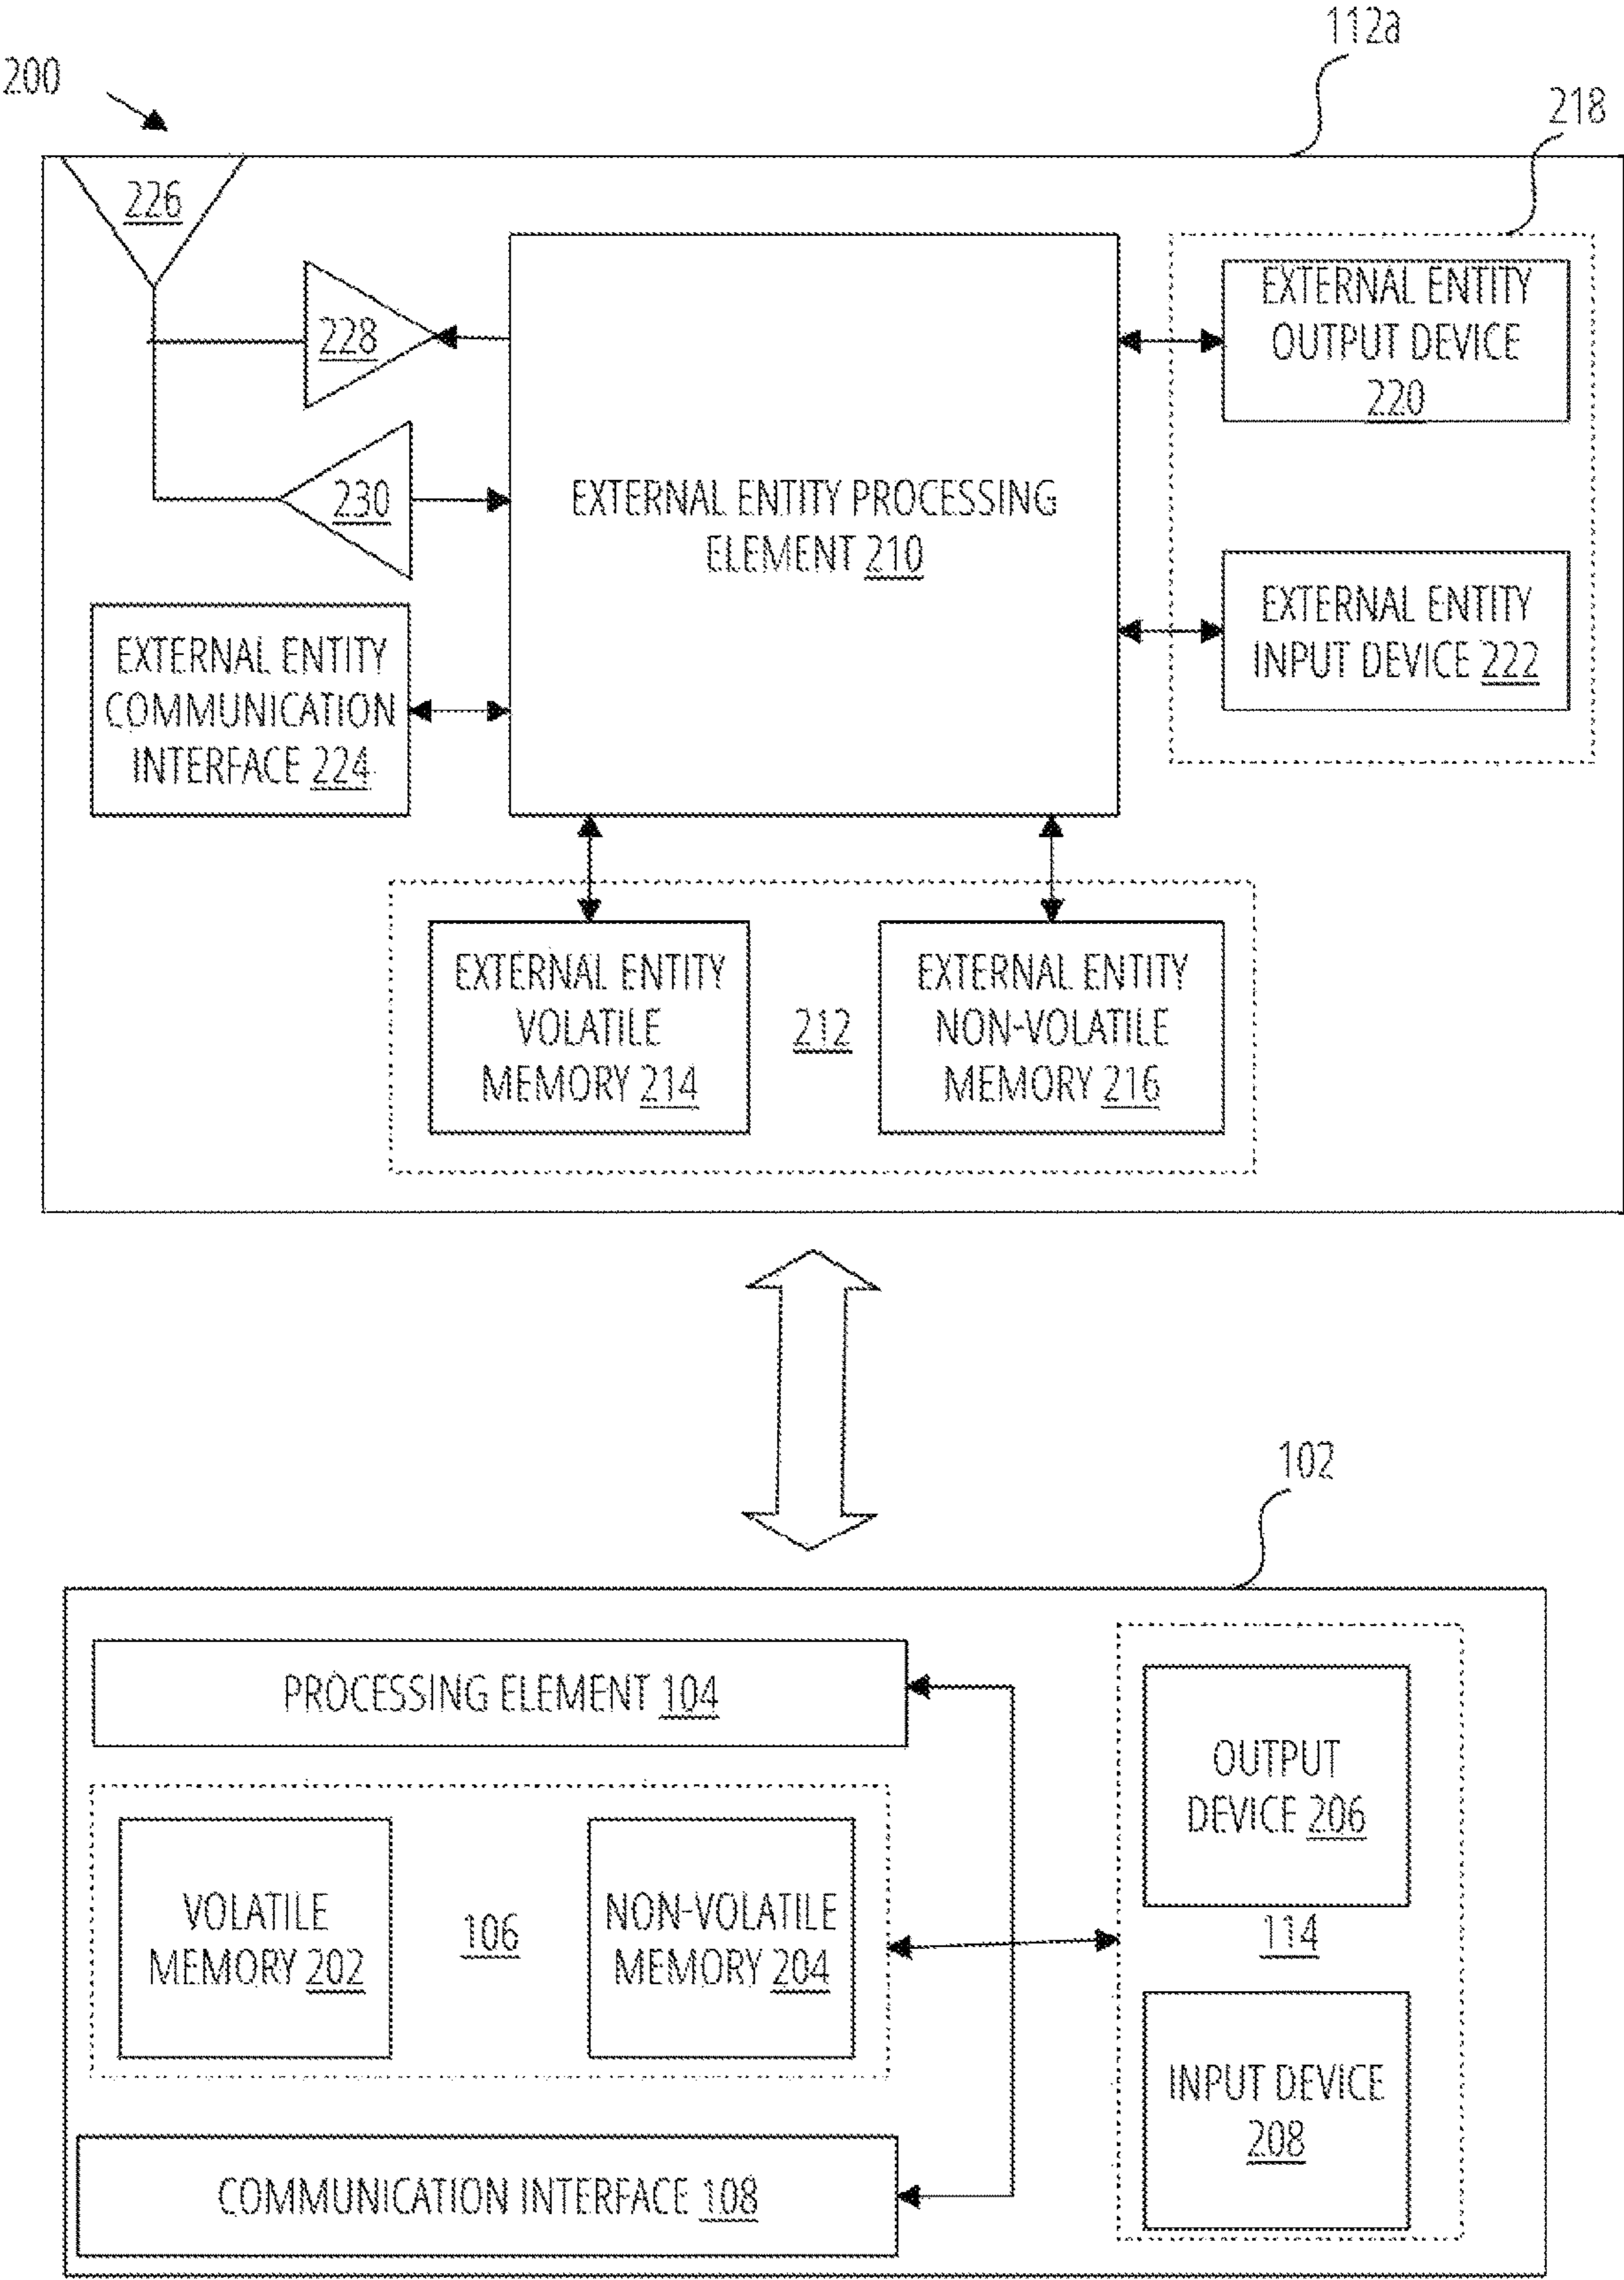 112a
200
218
226
EXTERNAL ENTITY
OUTPUT DEVICE
220
228
230
EXTERNAL ENTITY PROCESSING
ELEMENT 210
EXTERNAL ENTITY
INPUT DEVICE 222
EXTERNAL ENTITY
COMMUNICATION
INTERFACE 224
EXTERNAL ENTITY
VOLATILE
MEMORY 214
212
EXTERNAL ENTITY
NON-VOLATILE
MEMORY 216
102
PROCESSING ELEMENT 104
OUTPUT
DEVICE 206
VOLATILE
MEMORY 202
106
NON-VOLATILE
MEMORY 204
114
INPUT DEVICE
208
COMMUNICATION INTERFACE 108